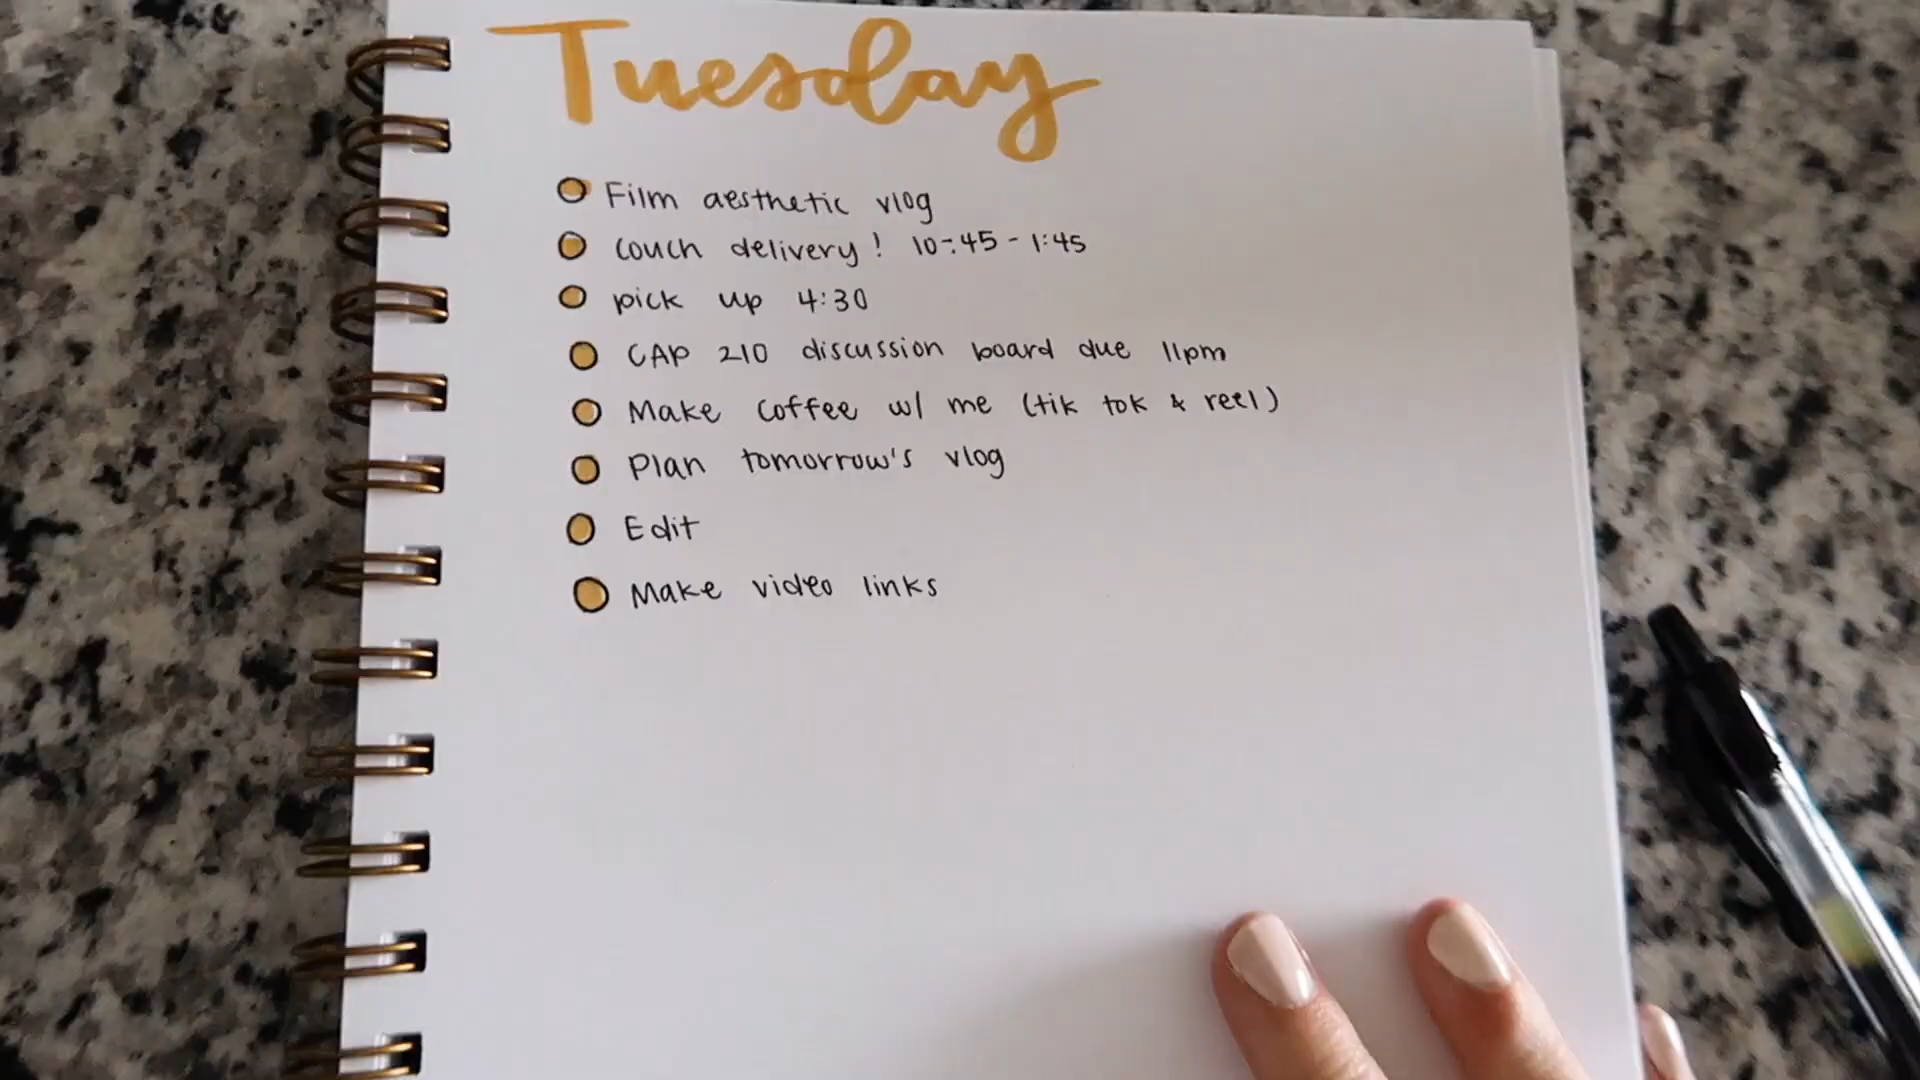 Tuesday
Film aesthetic vlog
Couch delivery! 10:45 - 1:45
pick up 4:30
CAP 210 discussion board due 11pm
Make coffee w/ me (tik tok & reel)
Plan tomorrow's vlog
Edit
Make video links